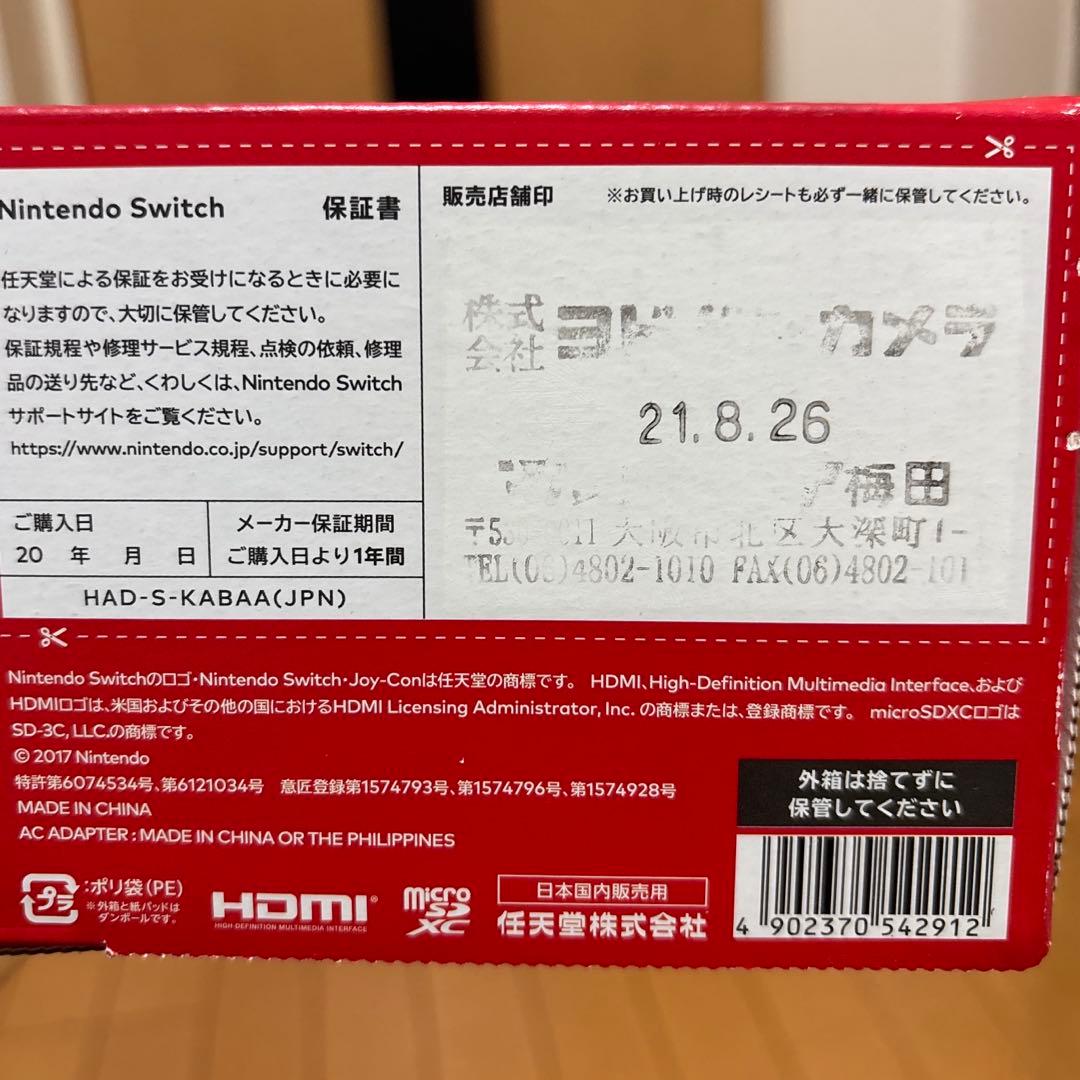 Nintendo Switch 保証書
任天堂による保証をお受けになるときに必要に
なりますので、大切に保管してください。
保証規程や修理サービス規程、点検の依頼、修理
品の送り先など、くわしくは、Nintendo Switch
サポートサイトをご覧ください。
https://www.nintendo.co.jp/support/switch/
ご購入日
20 年 月 日
メーカー保証期間
ご購入日より1年間
HAD-S-KABAA(JPN)
販売店舗印 ※お買い上げ時のレシートも必ず一緒に保管してください。
株式
会社
カメラ
21.8.26
梅田
大阪市北区大深町1-
4802-1010 FAX(06)4802-101
Nintendo Switchのロゴ・Nintendo Switch・Joy-Conは任天堂の商標です。 HDMI、High-Definition Multimedia Interface、および
HDMIロゴは、米国およびその他の国におけるHDMI Licensing Administrator, Inc. の商標または、登録商標です。 microSDXCロゴは
SD-3C, LLC.の商標です。
© 2017 Nintendo
特許第6074534号、第6121034号 意匠登録第1574793号、第1574796号、第1574928号
MADE IN CHINA
AC ADAPTER : MADE IN CHINA OR THE PHILIPPINES
外箱は捨てずに
保管してください
プラ
:ポリ袋(PE)
※外箱と紙パッドは
ダンボールです。
HDMI®
HIGH-DEFINITION MULTIMEDIA INTERFACE
micro
SD
XC
日本国内販売用
任天堂株式会社
4 902370 542912